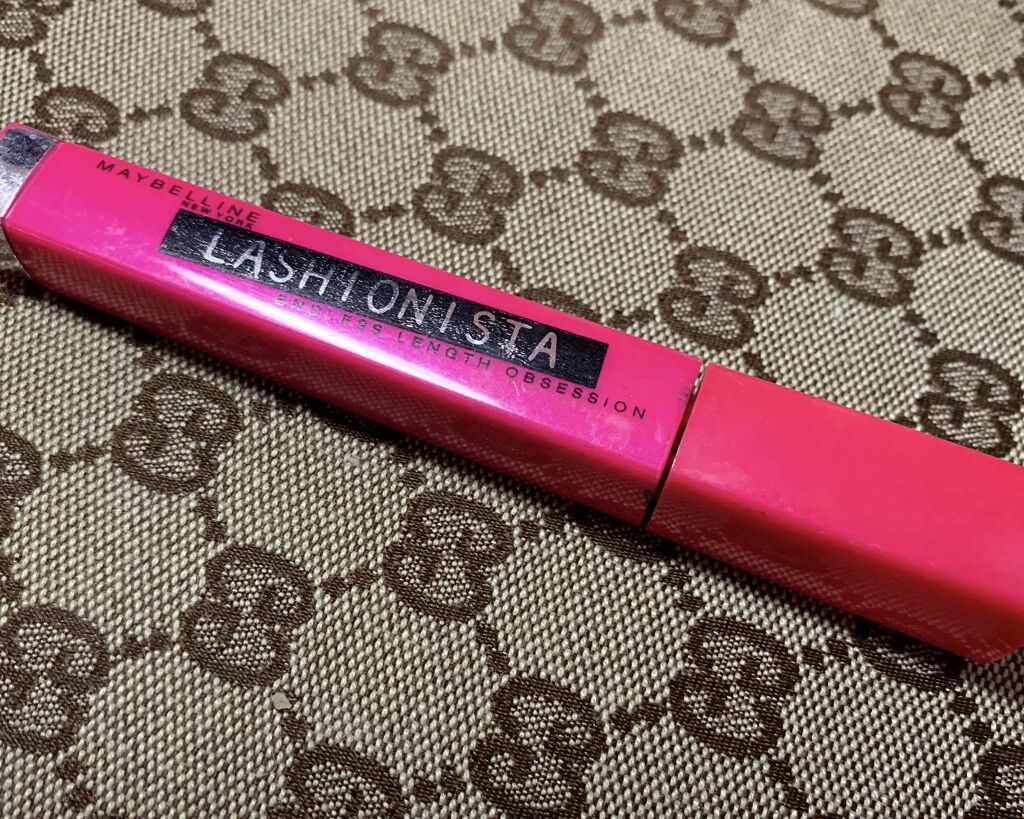 MAYBELLINE
NEW YORK
LASHIONISTA
ENDLESS LENGTH OBSESSION